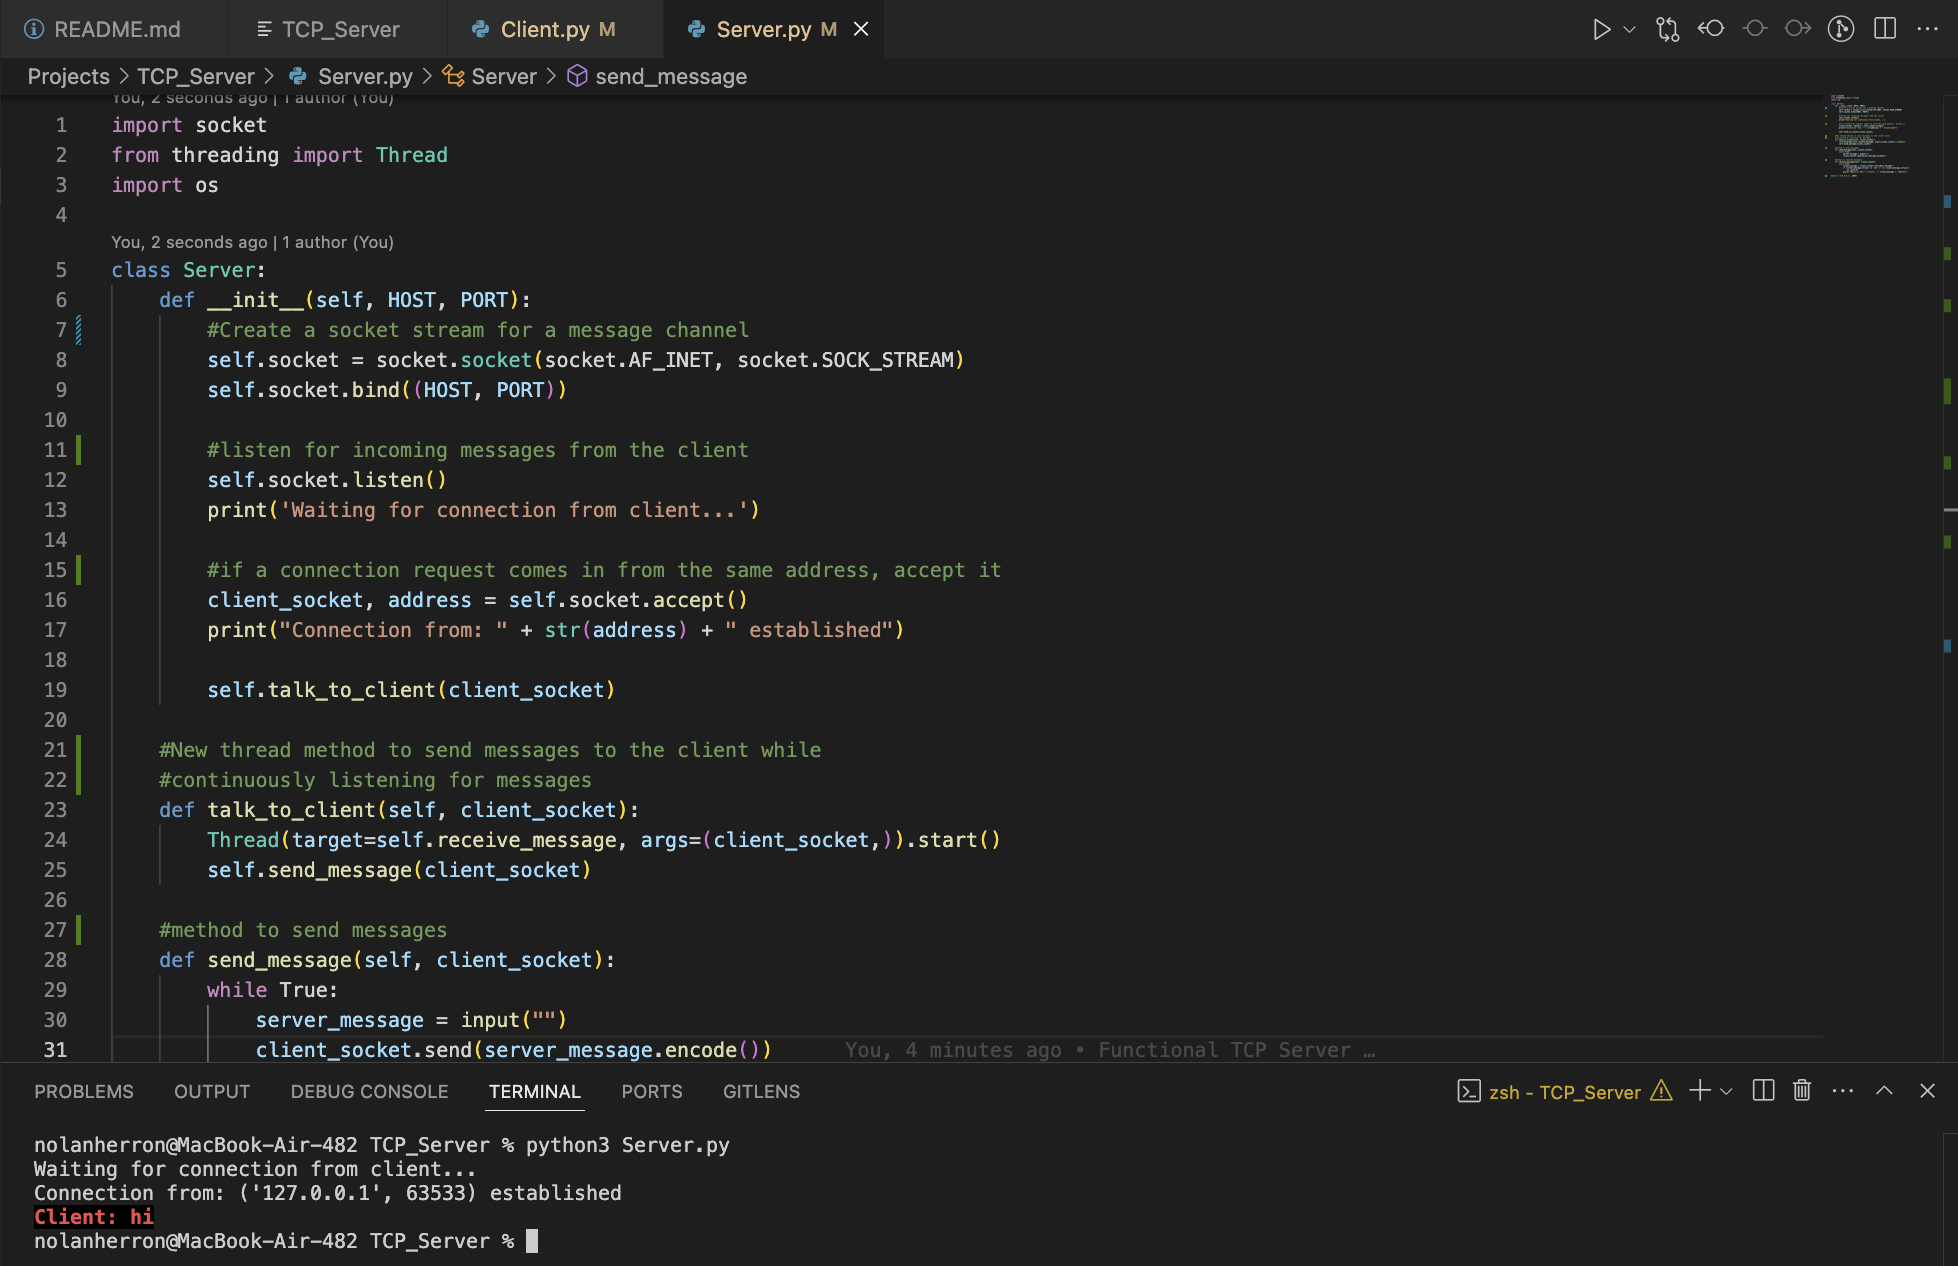 README.md TCP_Server Client.py M Server.py M
Projects > TCP_Server > Server.py > Server > send_message
You, 2 seconds ago | 1 author (You)
1 import socket
2 from threading import Thread
3 import os
4
You, 2 seconds ago | 1 author (You)
5 class Server:
6 def __init__(self, HOST, PORT):
7 #Create a socket stream for a message channel
8 self.socket = socket.socket(socket.AF_INET, socket.SOCK_STREAM)
9 self.socket.bind((HOST, PORT))
10
11 #listen for incoming messages from the client
12 self.socket.listen()
13 print('Waiting for connection from client...')
14
15 #if a connection request comes in from the same address, accept it
16 client_socket, address = self.socket.accept()
17 print("Connection from: " + str(address) + " established")
18
19 self.talk_to_client(client_socket)
20
21 #New thread method to send messages to the client while
22 #continuously listening for messages
23 def talk_to_client(self, client_socket):
24 Thread(target=self.receive_message, args=(client_socket,)).start()
25 self.send_message(client_socket)
26
27 #method to send messages
28 def send_message(self, client_socket):
29 while True:
30 server_message = input("")
31 client_socket.send(server_message.encode()) You, 4 minutes ago • Functional TCP Server …
PROBLEMS OUTPUT DEBUG CONSOLE TERMINAL PORTS GITLENS zsh - TCP_Server
nolanherron@MacBook-Air-482 TCP_Server % python3 Server.py
Waiting for connection from client...
Connection from: ('127.0.0.1', 63533) established
Client: hi
nolanherron@MacBook-Air-482 TCP_Server %